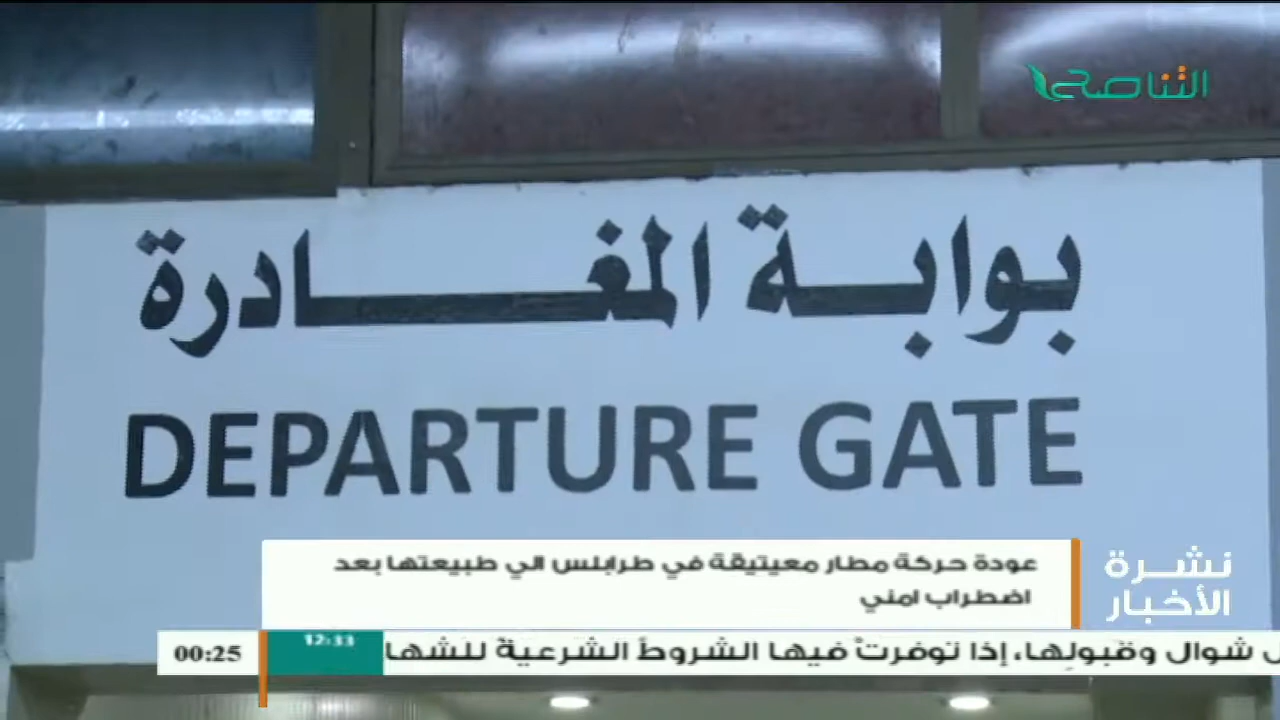 التناصح
بوابة المغادرة
DEPARTURE GATE
عودة حركة مطار معيتيقة في طرابلس الي طبيعتها بعد
اضطراب امني
نشرة
الأخبار
شوال وقبولها، إذا توفرت فيها الشروط الشرعية للشها
12:33
00:25